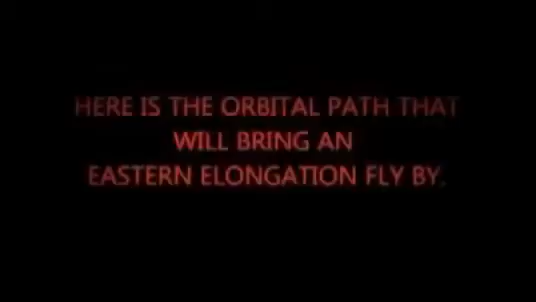 HERE IS THE ORBITAL PATH THAT
WILL BRING AN
EASTERN ELONGATION FLY BY.